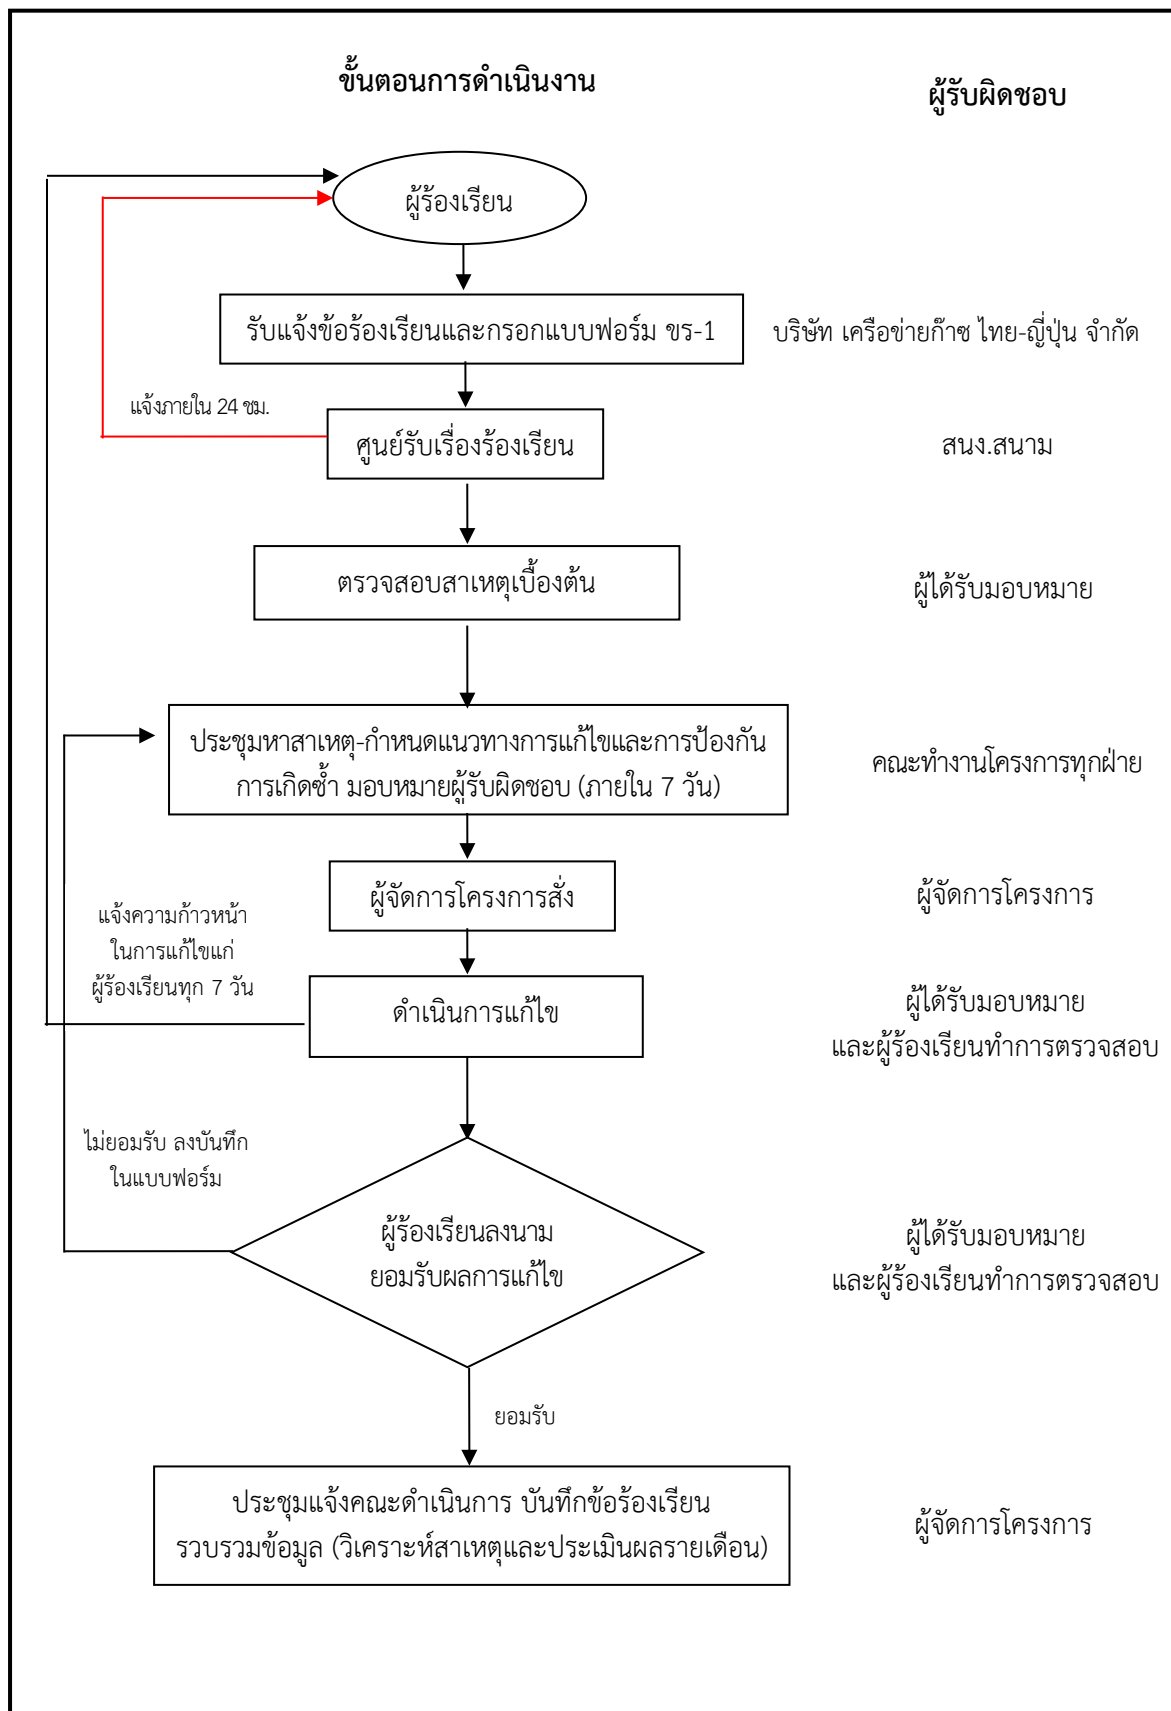 ขั้นตอนการดำเนินงาน
ผู้รับผิดชอบ
ผู้ร้องเรียน
รับแจ้งข้อร้องเรียนและกรอกแบบฟอร์ม ขร-1
บริษัท เครือข่ายก๊าซ ไทย-ญี่ปุ่น จำกัด
แจ้งภายใน 24 ชม.
ศูนย์รับเรื่องร้องเรียน
สนง.สนาม
ตรวจสอบสาเหตุเบื้องต้น
ผู้ได้รับมอบหมาย
ประชุมหาสาเหตุ-กำหนดแนวทางการแก้ไขและการป้องกัน
การเกิดซ้ำ มอบหมายผู้รับผิดชอบ (ภายใน 7 วัน)
คณะทำงานโครงการทุกฝ่าย
ผู้จัดการโครงการสั่ง
ผู้จัดการโครงการ
แจ้งความก้าวหน้า
ในการแก้ไขแก่
ผู้ร้องเรียนทุก 7 วัน
ดำเนินการแก้ไข
ผู้ได้รับมอบหมาย
และผู้ร้องเรียนทำการตรวจสอบ
ไม่ยอมรับ ลงบันทึก
ในแบบฟอร์ม
ผู้ร้องเรียนลงนาม
ยอมรับผลการแก้ไข
ผู้ได้รับมอบหมาย
และผู้ร้องเรียนทำการตรวจสอบ
ยอมรับ
ประชุมแจ้งคณะดำเนินการ บันทึกข้อร้องเรียน
รวบรวมข้อมูล (วิเคราะห์สาเหตุและประเมินผลรายเดือน)
ผู้จัดการโครงการ